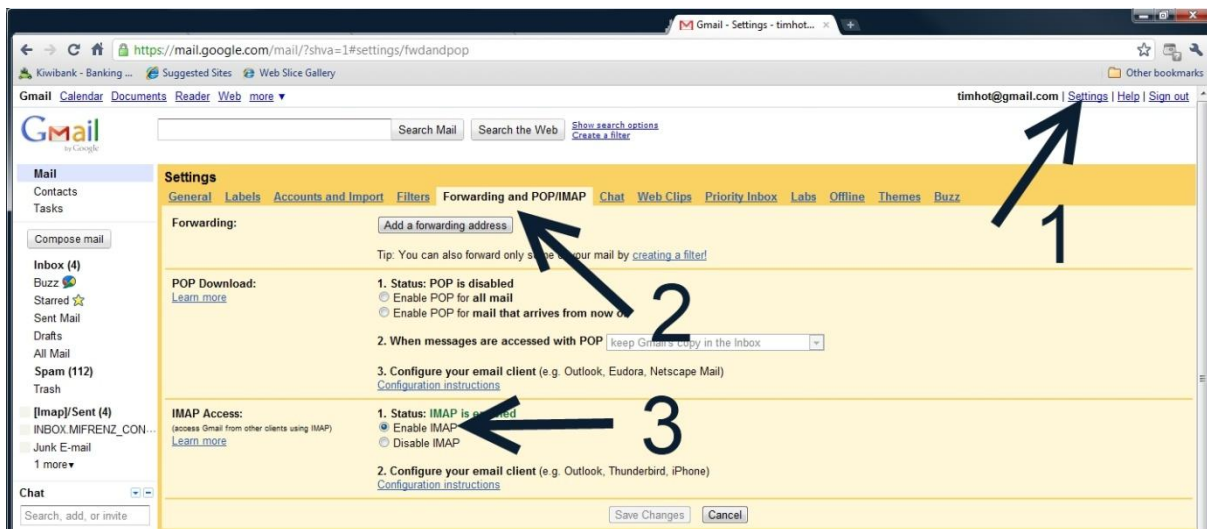 Gmail - Settings - timhot...
https://mail.google.com/mail/?shva=1#settings/fwdandpop
Kiwibank - Banking ... Suggested Sites Web Slice Gallery Other bookmarks
Gmail Calendar Documents Reader Web more ▼ timhot@gmail.com | Settings | Help | Sign out
Gmail by Google
Search Mail Search the Web Show search options
Create a filter
1
Mail
Contacts
Tasks
Compose mail
Inbox (4)
Buzz
Starred
Sent Mail
Drafts
All Mail
Spam (112)
Trash
[Imap]/Sent (4)
INBOX.MIFRENZ_CON...
Junk E-mail
1 more▼
Chat
Search, add, or invite
Settings
General Labels Accounts and Import Filters Forwarding and POP/IMAP Chat Web Clips Priority Inbox Labs Offline Themes Buzz
Forwarding: Add a forwarding address
Tip: You can also forward only your mail by creating a filter!
2
POP Download: 1. Status: POP is disabled
Learn more Enable POP for all mail
Enable POP for mail that arrives from now
2. When messages are accessed with POP keep Gmail's copy in the Inbox
3. Configure your email client (e.g. Outlook, Eudora, Netscape Mail)
Configuration instructions
IMAP Access: 1. Status: IMAP is
(access Gmail from other clients using IMAP) Enable IMAP
Learn more Disable IMAP
3
2. Configure your email client (e.g. Outlook, Thunderbird, iPhone)
Configuration instructions
Save Changes Cancel